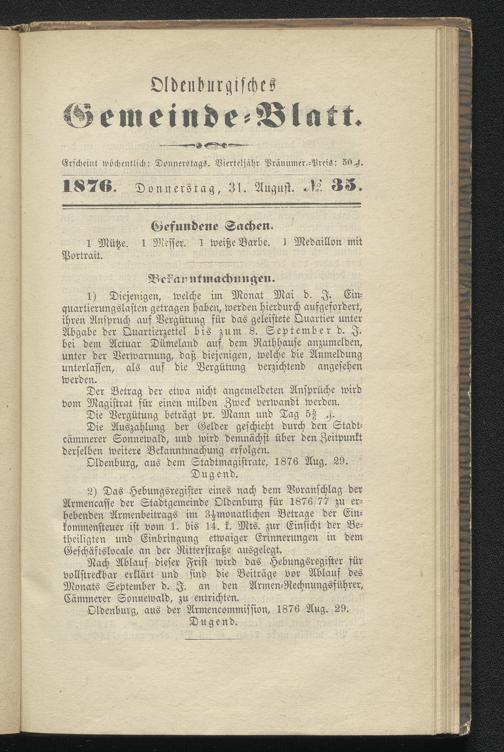 Oldenburgisches
Gemeinde-Blatt.
Erscheint wöchentlich: Donnerstags. Vierteljähr Pränumer.-Preis: 50 ₰.
1876. Donnerstag, 31. August. № 35.
Gefundene Sachen.
1 Mütze. 1 Messer. 1 weiße Barbe. 1 Medaillon mit
Portrait.
Bekanntmachungen.
1) Diejenigen, welche im Monat Mai d. J. Ein-
quartierungslasten getragen haben, werden hierdurch aufgefordert,
ihren Anspruch auf Vergütung für das geleistete Quartier unter
Abgabe der Quartierzettel bis zum 8. September d. J.
bei dem Actuar Dümeland auf dem Rathhause anzumelden,
unter der Verwarnung, daß diejenigen, welche die Anmeldung
unterlassen, als auf die Vergütung verzichtend angesehen
werden.
Der Betrag der etwa nicht angemeldeten Ansprüche wird
vom Magistrat für einen milden Zweck verwandt werden.
Die Vergütung beträgt pr. Mann und Tag ₰.
Die Auszahlung der Gelder geschieht durch den Stadt-
cämmerer Sonnewald, und wird demnächst über den Zeitpunkt
derselben weitere Bekanntmachung erfolgen.
Oldenburg, aus dem Stadtmagistrate, 1876 Aug. 29.
Dugend.
2) Das Hebungsregister eines nach dem Voranschlag der
Armencasse der Stadtgemeinde Oldenburg für 1876/77 zu er-
hebenden Armenbeitrags im 3½monatlichen Betrage der Ein-
kommensteuer ist vom 1. bis 14. k. Mts. zur Einsicht der Be-
theiligten und Einbringung etwaiger Erinnerungen in dem
Geschäftslocale an der Ritterstraße ausgelegt.
Nach Ablauf dieser Frist wird das Hebungsregister für
vollstreckbar erklärt und sind die Beiträge vor Ablauf des
Monats September d. J. an den Armen-Rechnungsführer,
Cämmerer Sonnewald, zu entrichten.
Oldenburg, aus der Armencommission, 1876 Aug. 29.
Dugend.